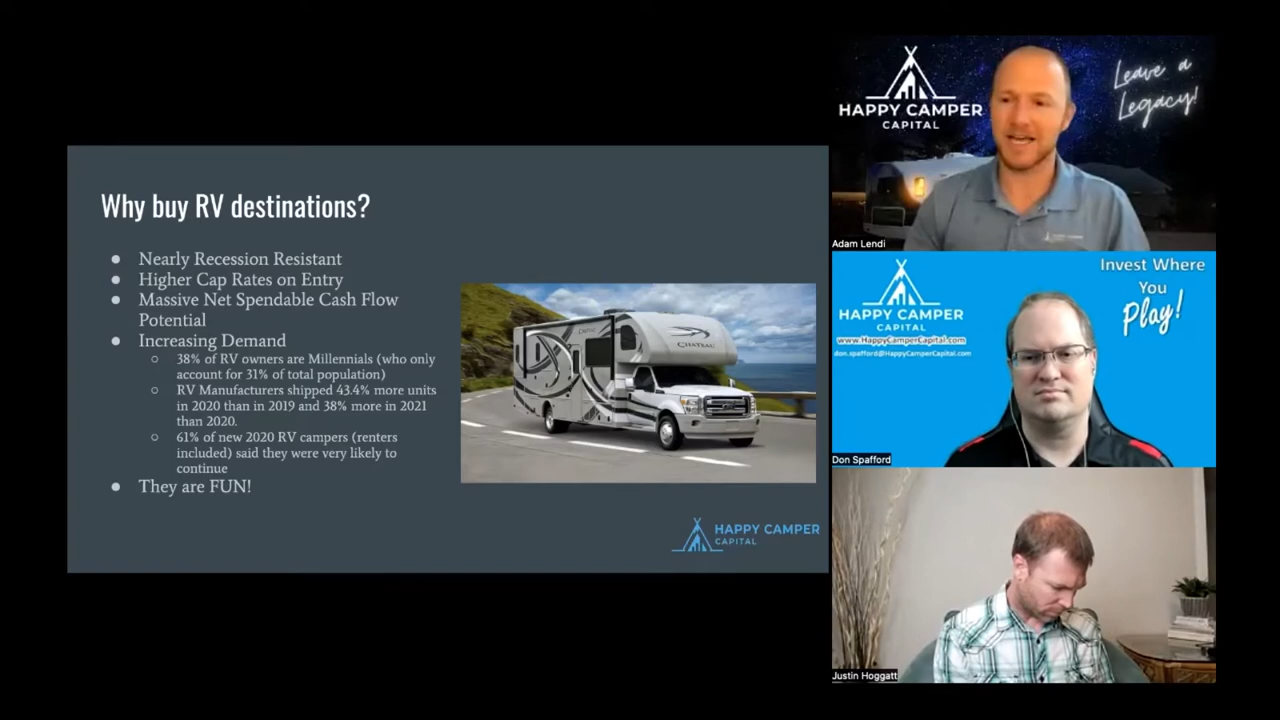 Why buy RV destinations?
Nearly Recession Resistant
Higher Cap Rates on Entry
Massive Net Spendable Cash Flow
Potential
Increasing Demand
38% of RV owners are Millennials (who only
account for 31% of total population)
RV Manufacturers shipped 43.4% more units
in 2020 than in 2019 and 38% more in 2021
than 2020.
61% of new 2020 RV campers (renters
included) said they were very likely to
continue
They are FUN!
CHATEAU
HAPPY CAMPER
CAPITAL
HAPPY CAMPER
CAPITAL
Leave a
Legacy!
Adam Lendi
HAPPY CAMPER
CAPITAL
www.HappyCamperCapital.com
don.spafford@HappyCamperCapital.com
Invest Where
You
Play!
Don Spafford
Justin Hoggatt